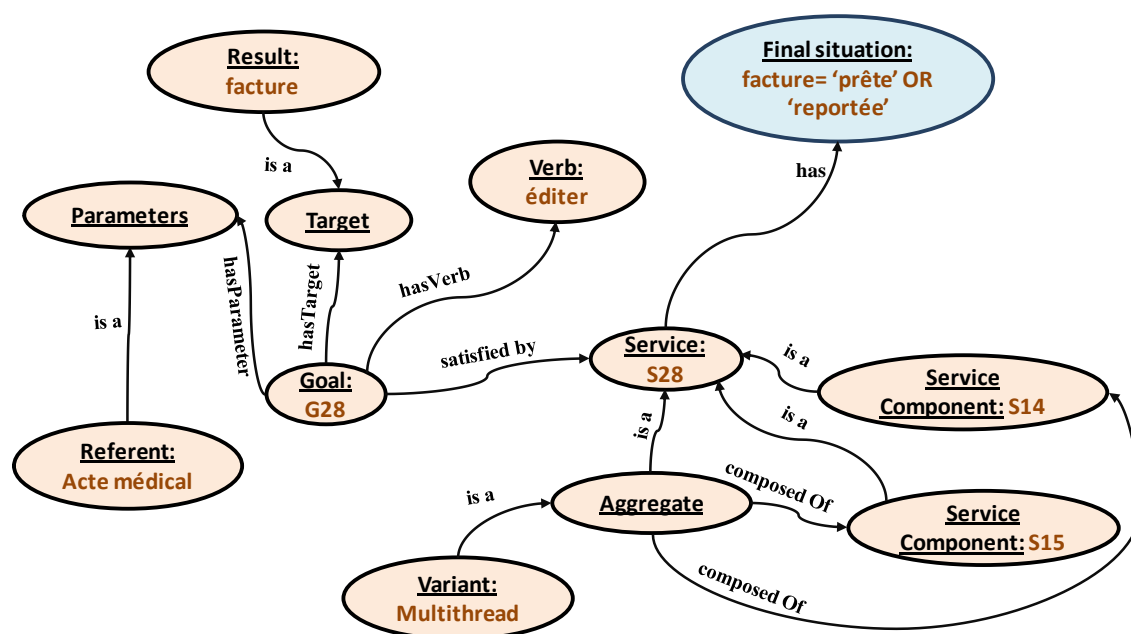 Result:
facture
Final situation:
facture= ‘prête’ OR
‘reportée’
is a
has
Verb:
éditer
Parameters
Target
hasParameter
hasTarget
hasVerb
is a
satisfied by
Service:
S28
is a
Goal:
G28
Service
Component: S14
is a
is a
Referent:
Acte médical
composed Of
is a
Aggregate
Service
Component: S15
Variant:
Multithread
composed Of